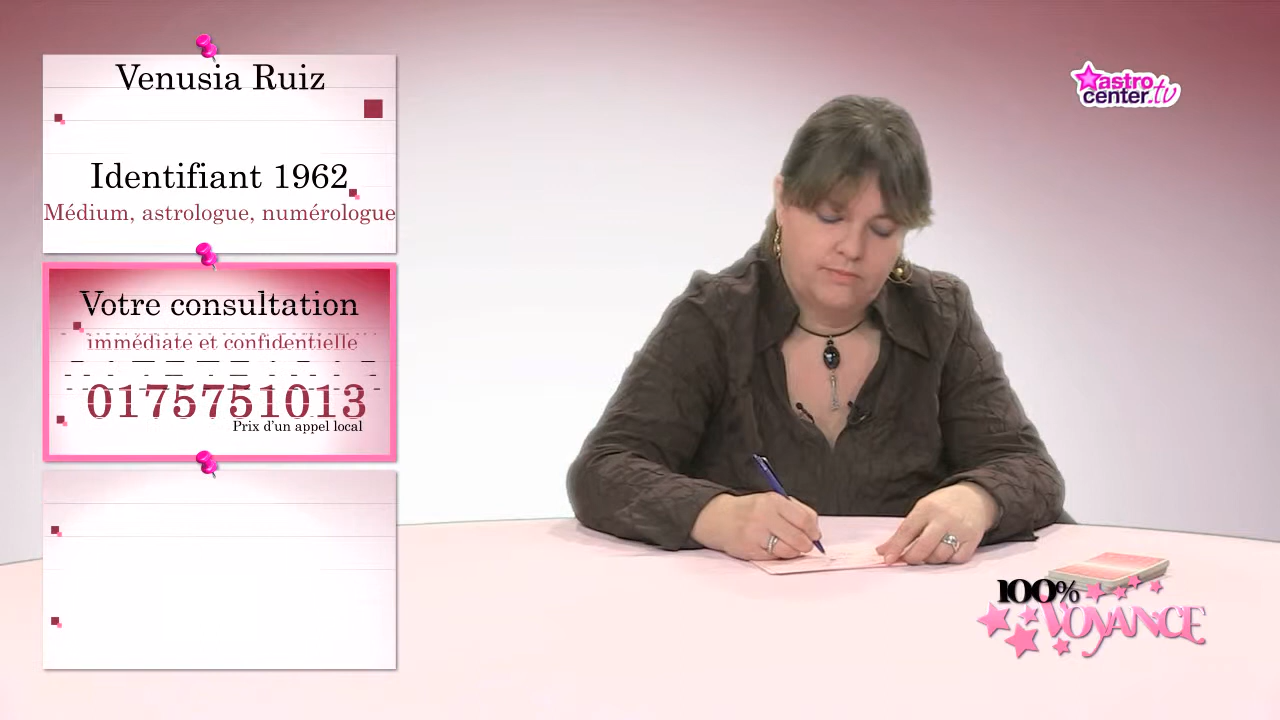 Venusia Ruiz
Identifiant 1962
Médium, astrologue, numérologue
Votre consultation
immédiate et confidentielle
0175751013
Prix d'un appel local
astro
center.tv
100%
VOYANCE